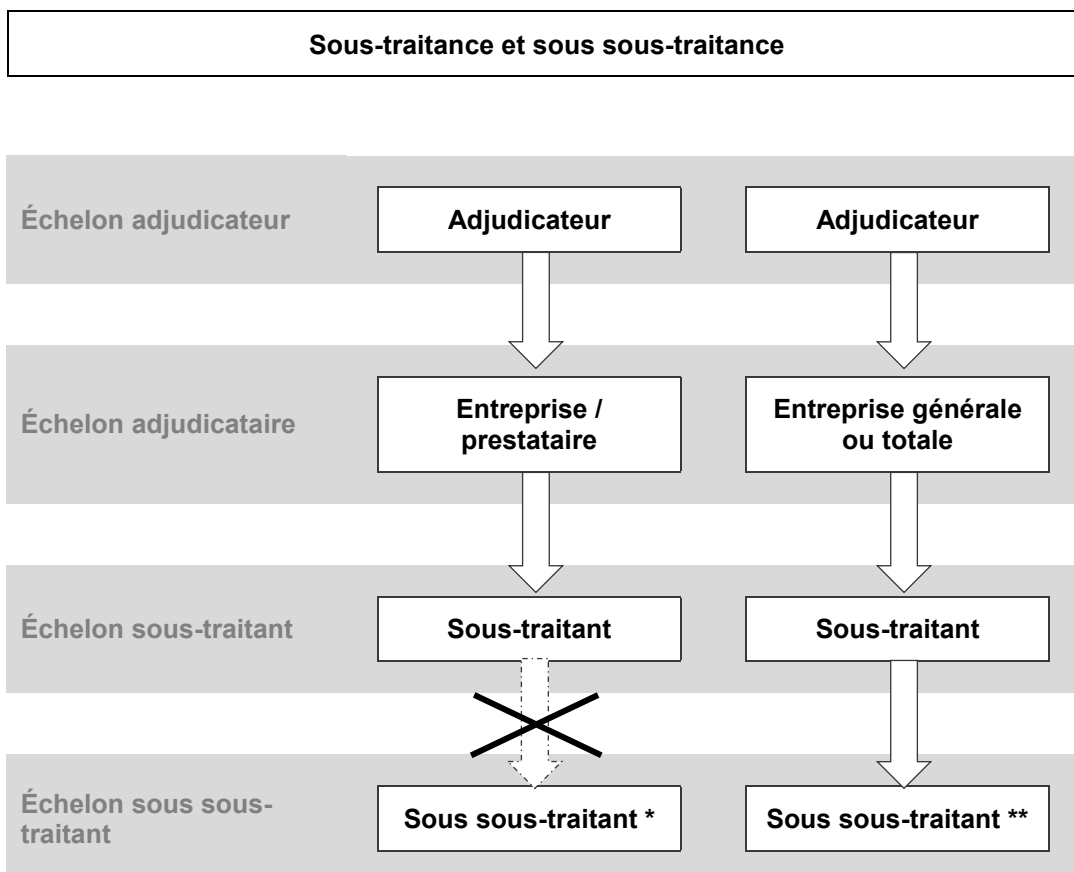 Sous-traitance et sous sous-traitance
Échelon adjudicateur
Adjudicateur
Adjudicateur
Échelon adjudicataire
Entreprise /
prestataire
Entreprise générale
ou totale
Échelon sous-traitant
Sous-traitant
Sous-traitant
Échelon sous sous-
traitant
Sous sous-traitant *
Sous sous-traitant **